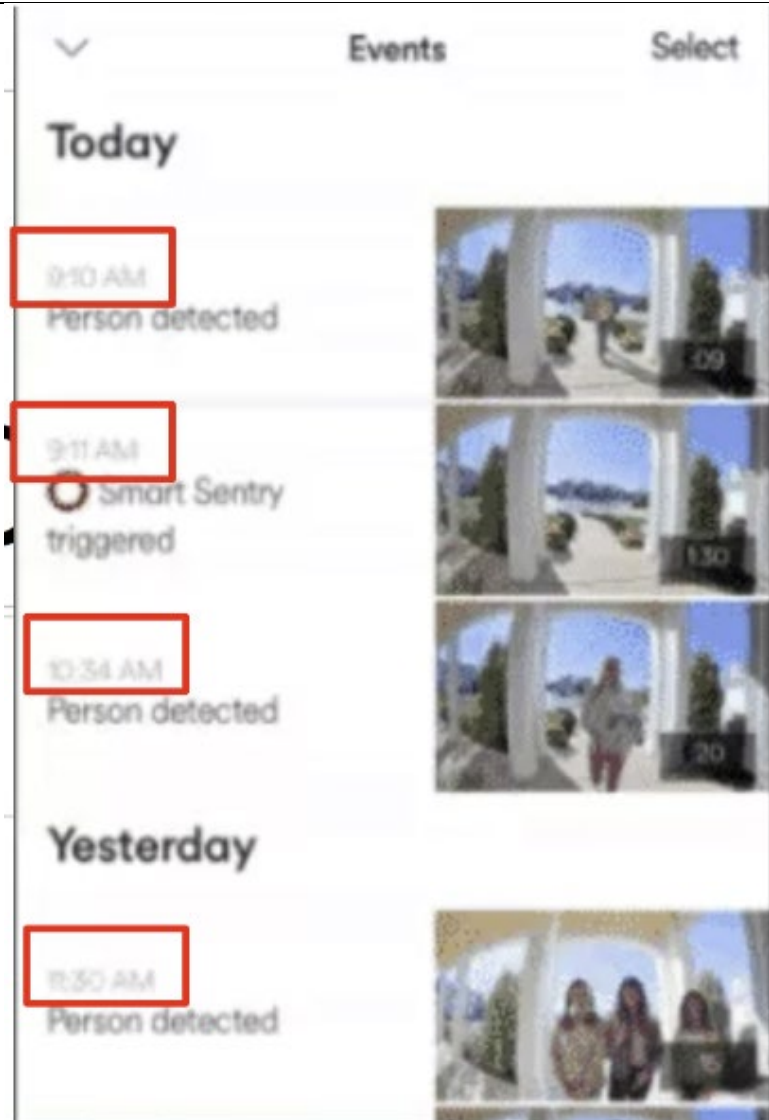 Events
Select
Today
9:10 AM
Person detected
:09
9:11 AM
Smart Sentry
triggered
1:30
10:34 AM
Person detected
:20
Yesterday
11:30 AM
Person detected